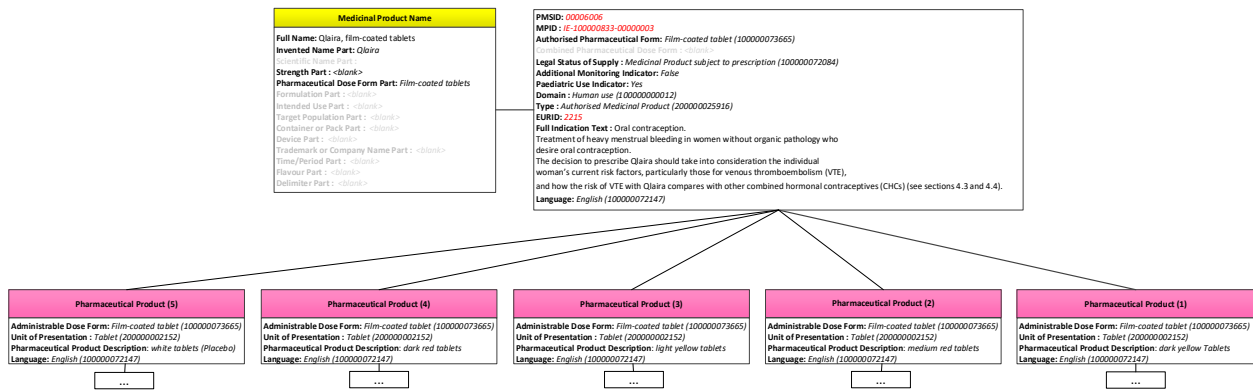 Medicinal Product Name
Full Name: Qlaira, film-coated tablets
Invented Name Part: Qlaira
Scientific Name Part :
Strength Part : <blank>
Pharmaceutical Dose Form Part: Film-coated tablets
Formulation Part : <blank>
Intended Use Part : <blank>
Target Population Part : <blank>
Container or Pack Part : <blank>
Device Part : <blank>
Trademark or Company Name Part : <blank>
Time/Period Part : <blank>
Flavour Part : <blank>
Delimiter Part : <blank>
PMSID: 00006006
MPID : IE-100000833-00000003
Authorised Pharmaceutical Form: Film-coated tablet (100000073665)
Combined Pharmaceutical Dose Form : <blank>
Legal Status of Supply : Medicinal Product subject to prescription (100000072084)
Additional Monitoring Indicator: False
Paediatric Use Indicator: Yes
Domain : Human use (100000000012)
Type : Authorised Medicinal Product (200000025916)
EURID: 2215
Full Indication Text : Oral contraception.
Treatment of heavy menstrual bleeding in women without organic pathology who
desire oral contraception.
The decision to prescribe Qlaira should take into consideration the individual
woman's current risk factors, particularly those for venous thromboembolism (VTE),
and how the risk of VTE with Qlaira compares with other combined hormonal contraceptives (CHCs) (see sections 4.3 and 4.4).
Language: English (100000072147)
Pharmaceutical Product (5)
Administrable Dose Form: Film-coated tablet (100000073665)
Unit of Presentation : Tablet (200000002152)
Pharmaceutical Product Description: white tablets (Placebo)
Language: English (100000072147)
...
Pharmaceutical Product (4)
Administrable Dose Form: Film-coated tablet (100000073665)
Unit of Presentation : Tablet (200000002152)
Pharmaceutical Product Description: dark red tablets
Language: English (100000072147)
...
Pharmaceutical Product (3)
Administrable Dose Form: Film-coated tablet (100000073665)
Unit of Presentation : Tablet (200000002152)
Pharmaceutical Product Description: light yellow tablets
Language: English (100000072147)
...
Pharmaceutical Product (2)
Administrable Dose Form: Film-coated tablet (100000073665)
Unit of Presentation : Tablet (200000002152)
Pharmaceutical Product Description: medium red tablets
Language: English (100000072147)
...
Pharmaceutical Product (1)
Administrable Dose Form: Film-coated tablet (100000073665)
Unit of Presentation : Tablet (200000002152)
Pharmaceutical Product Description: dark yellow Tablets
Language: English (100000072147)
...